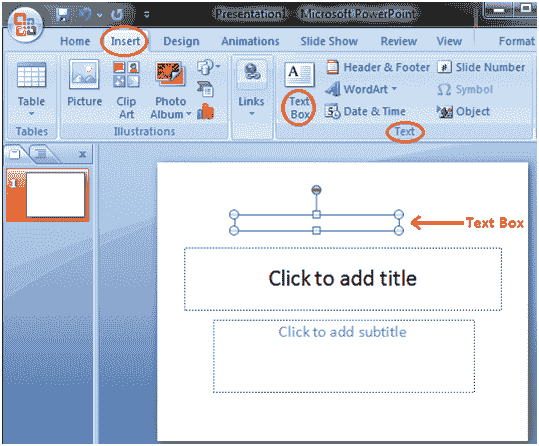 Presentation1 - Microsoft PowerPoint
Home Insert Design Animations Slide Show Review View Format
Table Picture Clip Art Photo Album Links Text Box Header & Footer WordArt Date & Time Slide Number Symbol Object
Tables Illustrations Text
1
Text Box
Click to add title
Click to add subtitle